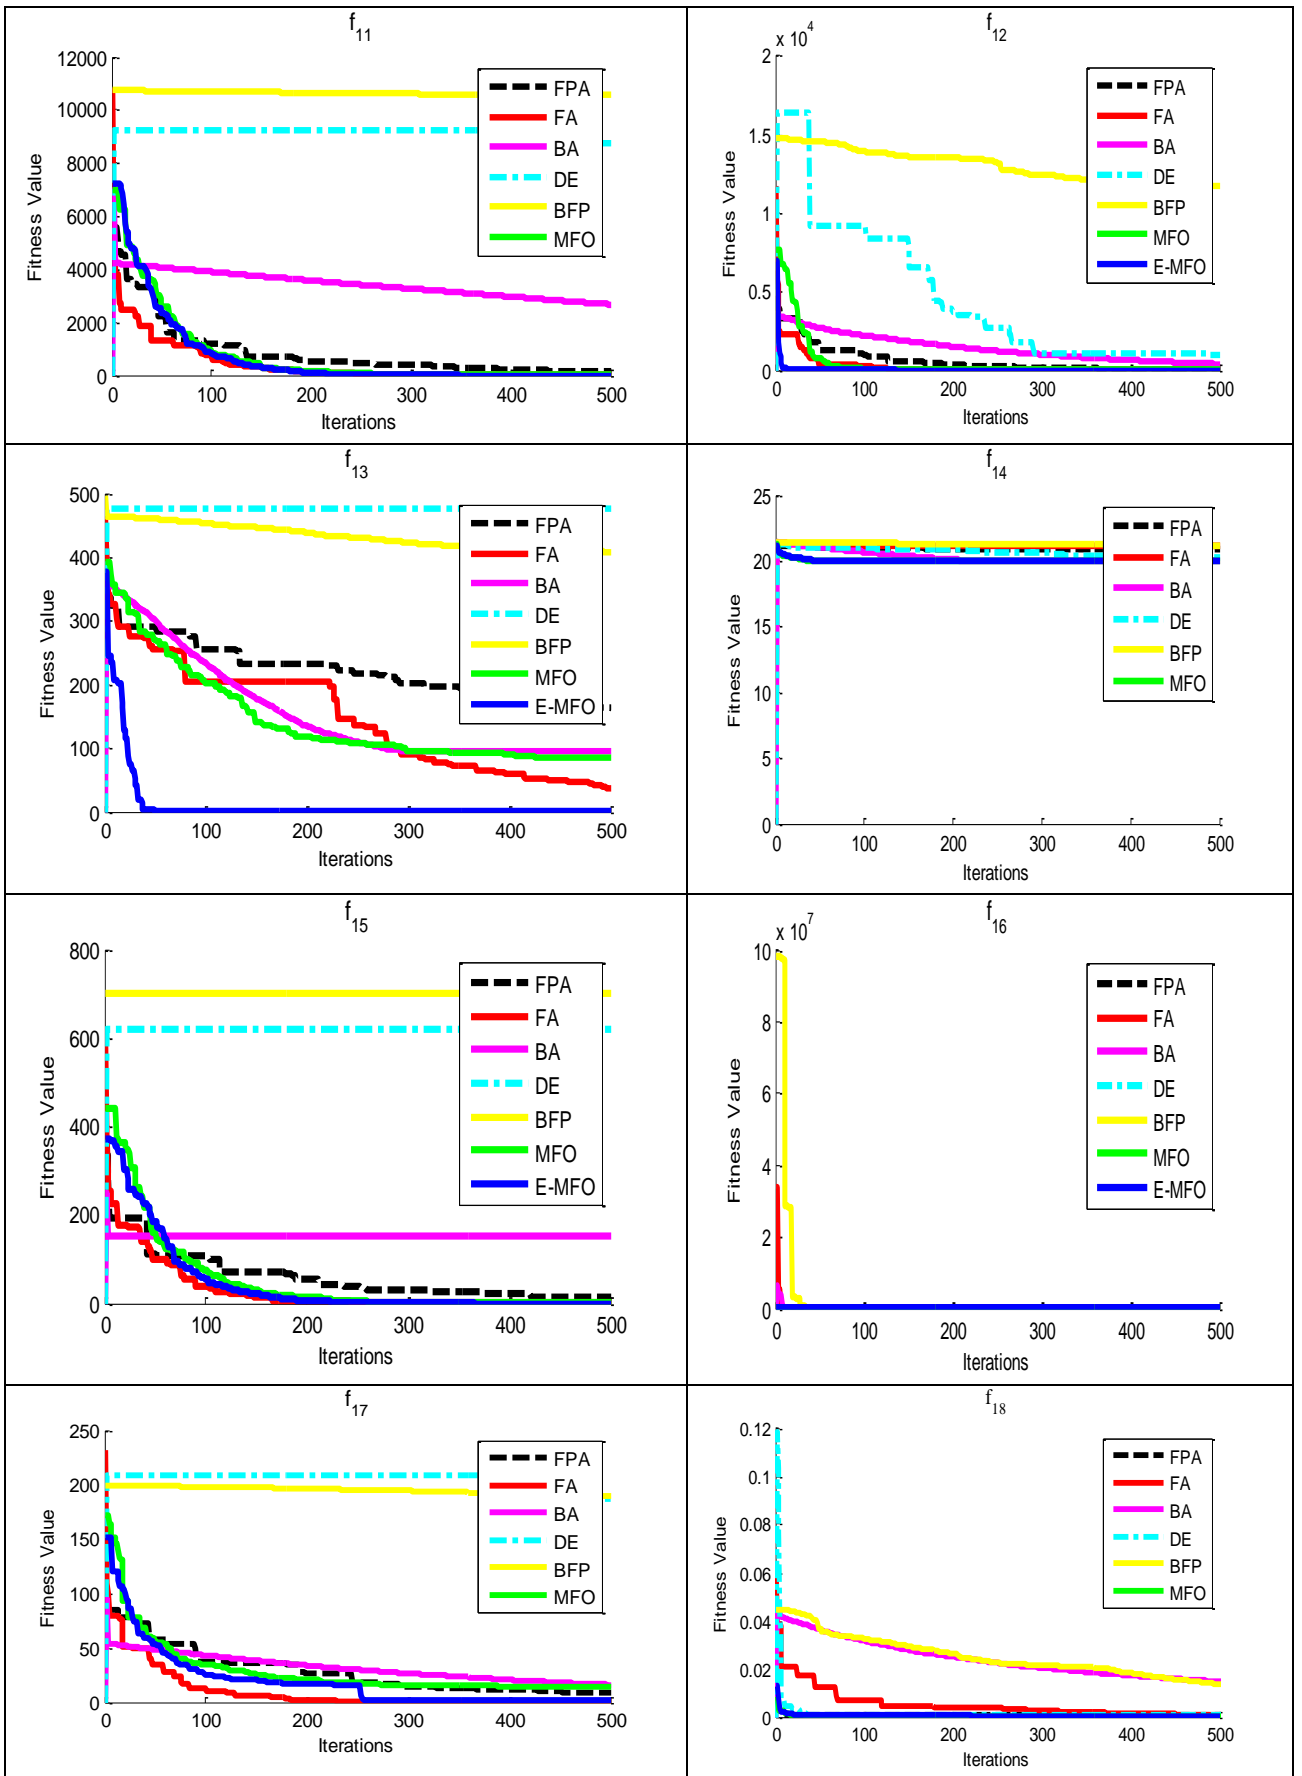 f11
12000
10000
8000
6000
4000
2000
0
Fitness Value
0 100 200 300 400 500
Iterations
FPA
FA
BA
DE
BFP
MFO
f12
x 10^4
2
1.5
1
0.5
0
Fitness Value
0 100 200 300 400 500
Iterations
FPA
FA
BA
DE
BFP
MFO
E-MFO
f13
500
400
300
200
100
0
Fitness Value
0 100 200 300 400 500
Iterations
FPA
FA
BA
DE
BFP
MFO
E-MFO
f14
25
20
15
10
5
0
Fitness Value
0 100 200 300 400 500
Iterations
FPA
FA
BA
DE
BFP
MFO
f15
800
600
400
200
0
Fitness Value
0 100 200 300 400 500
Iterations
FPA
FA
BA
DE
BFP
MFO
E-MFO
f16
x 10^7
10
8
6
4
2
0
Fitness Value
0 100 200 300 400 500
Iterations
FPA
FA
BA
DE
BFP
MFO
E-MFO
f17
250
200
150
100
50
0
Fitness Value
0 100 200 300 400 500
Iterations
FPA
FA
BA
DE
BFP
MFO
f18
0.12
0.1
0.08
0.06
0.04
0.02
0
Fitness Value
0 100 200 300 400 500
Iterations
FPA
FA
BA
DE
BFP
MFO